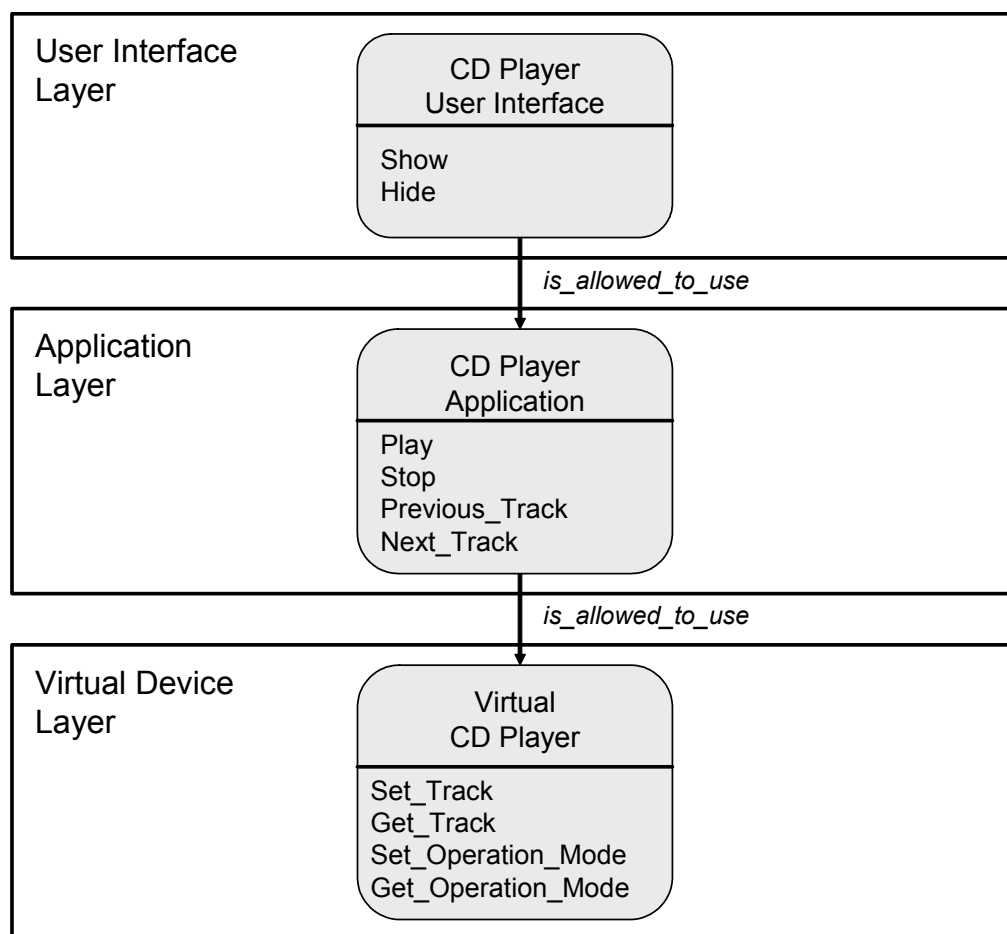 User Interface
Layer
CD Player
User Interface
Show
Hide
is_allowed_to_use
Application
Layer
CD Player
Application
Play
Stop
Previous_Track
Next_Track
is_allowed_to_use
Virtual Device
Layer
Virtual
CD Player
Set_Track
Get_Track
Set_Operation_Mode
Get_Operation_Mode